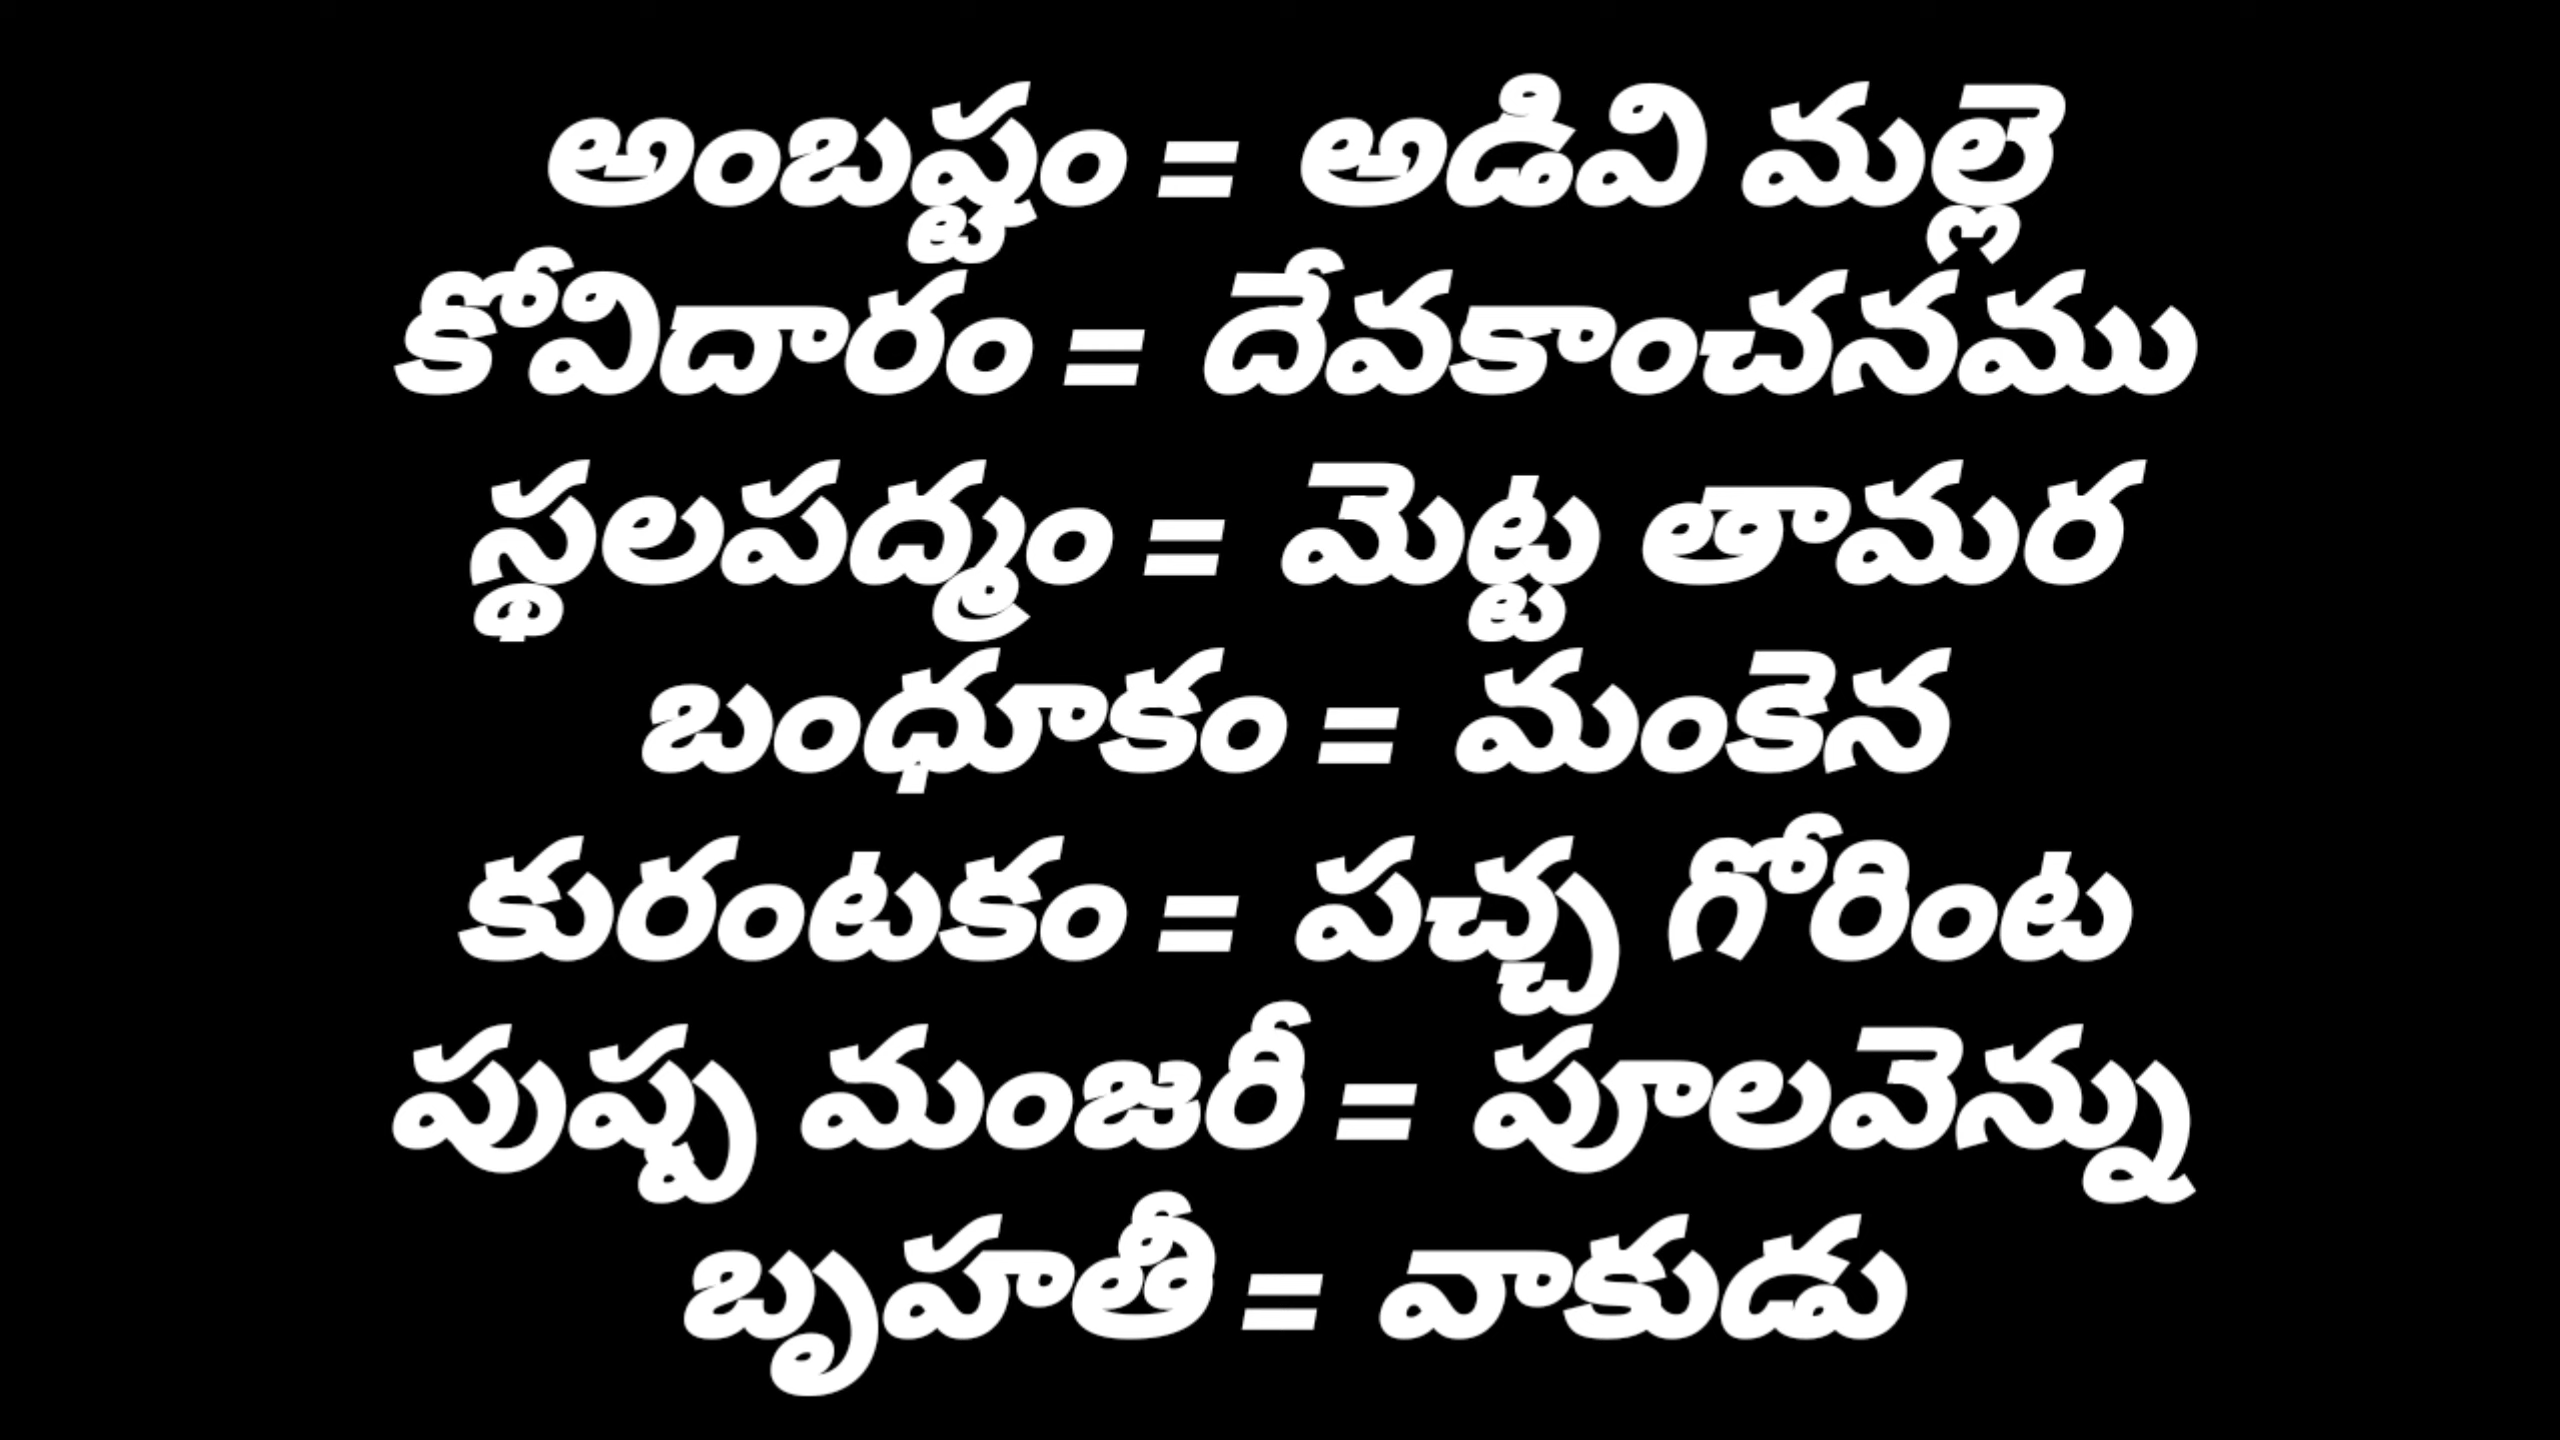 అంబష్టం = అడివి మల్లె
కోవిదారం = దేవకాంచనము
స్థలపద్మం = మెట్ట తామర
బంధూకం = మంకెన
కురంటకం = పచ్చ గోరింట
పుష్ప మంజరీ = పూలవెన్ను
బృహతీ = వాకుడు